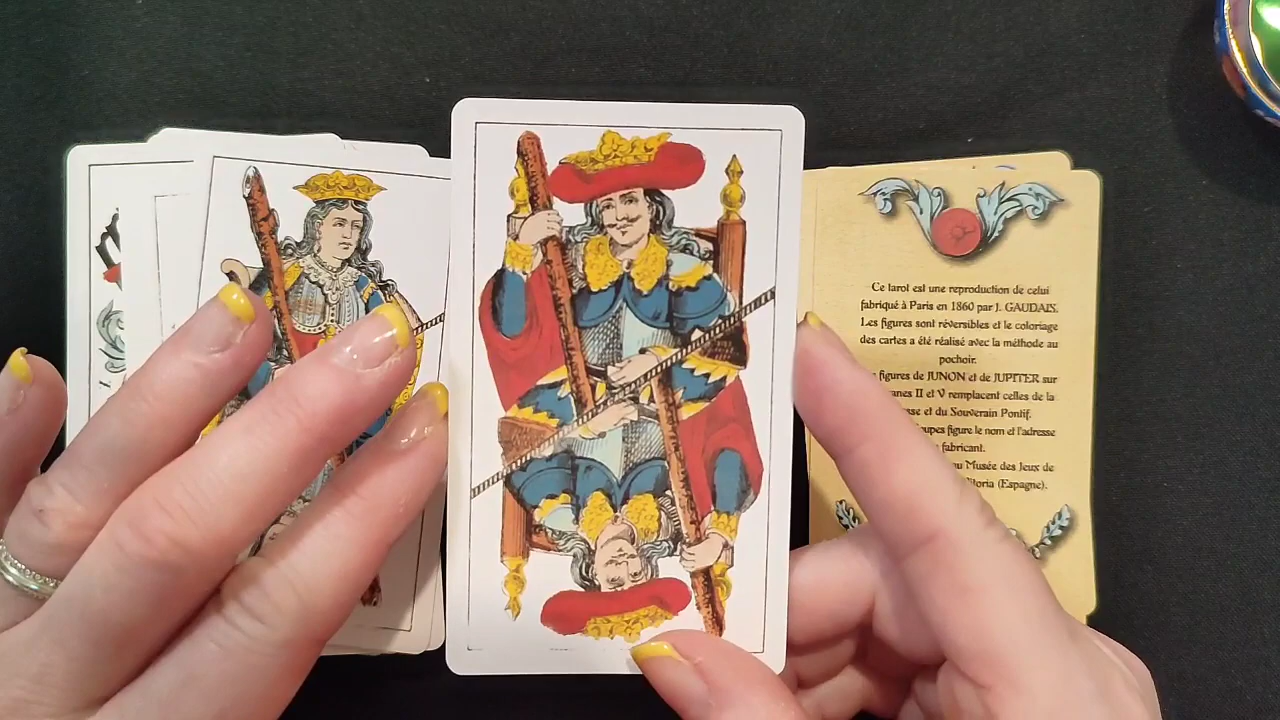 Ce tarot est une reproduction de celui
fabriqué à Paris en 1860 par J. GAUDAIS.
Les figures sont réversibles et le coloriage
des cartes a été réalisé avec la méthode au
pochoir.
figures de JUNON et de JUPITER sur
II et V remplacent celles de la
et du Souverain Pontif.
figure le nom et l'adresse
fabricant.
au Musée des Jeux de
(Espagne).